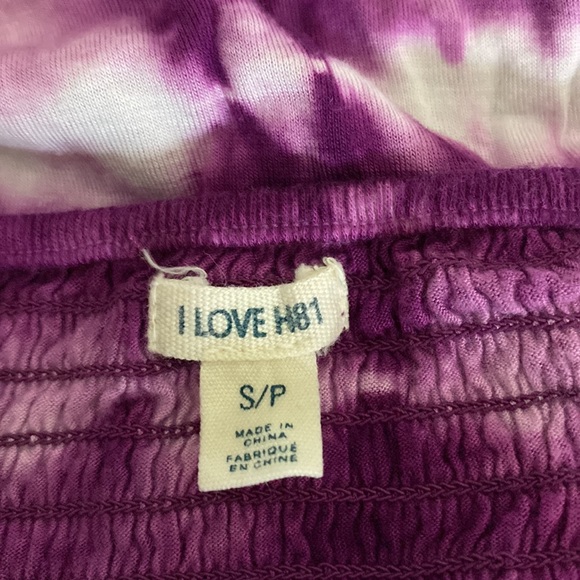 I LOVE H81
S/P
MADE IN
CHINA
FABRIQUÉ
EN CHINE